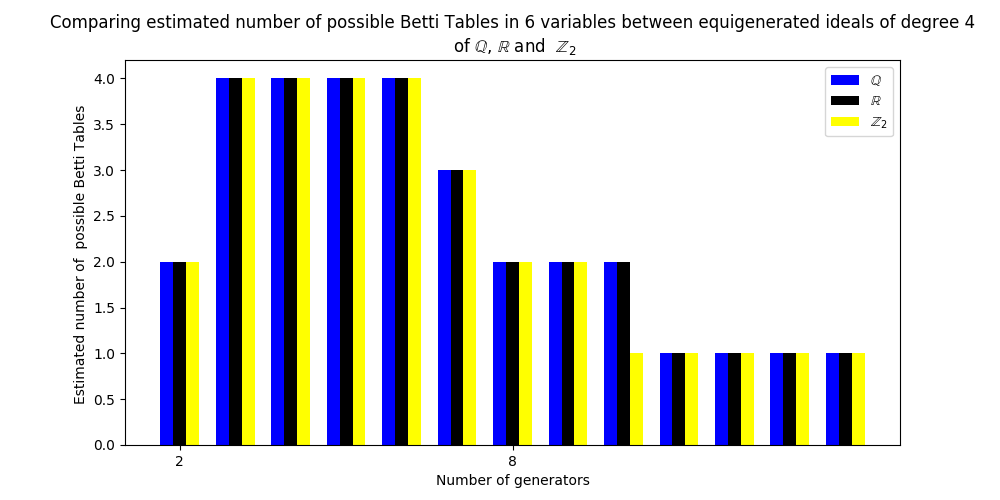 Comparing estimated number of possible Betti Tables in 6 variables between equigenerated ideals of degree 4
of ℚ, ℝ and ℤ₂
4.0
3.5
3.0
2.5
2.0
1.5
1.0
0.5
0.0
Estimated number of possible Betti Tables
2
8
Number of generators
ℚ
ℝ
ℤ₂